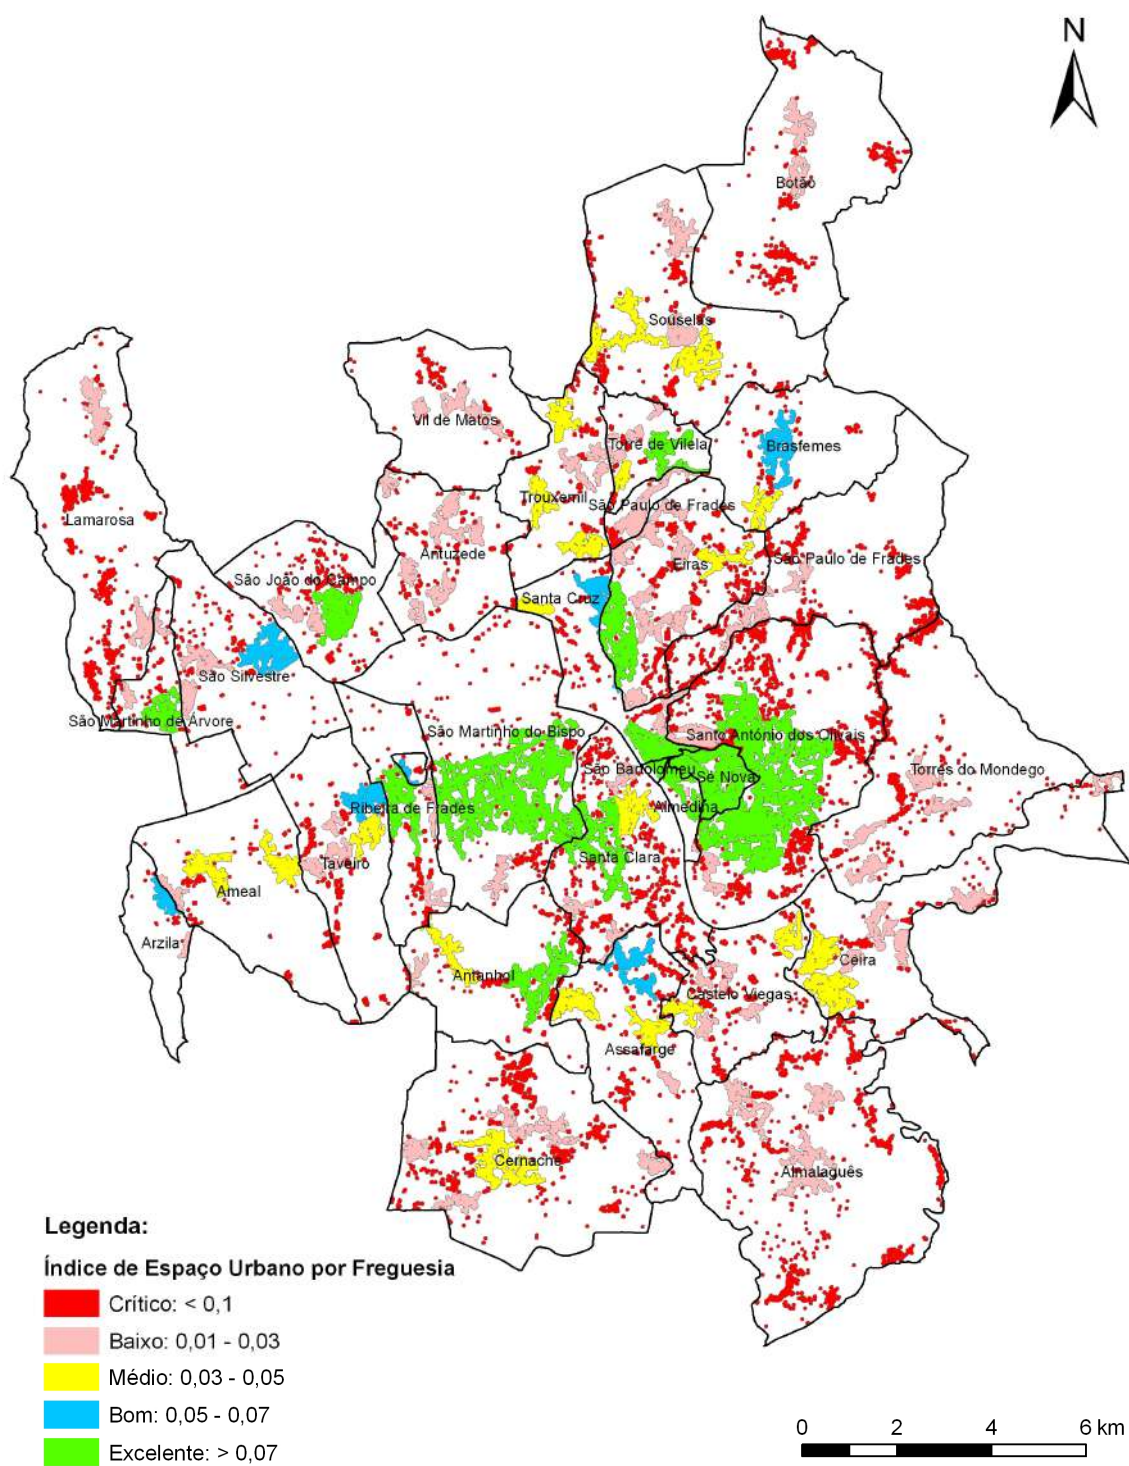 N
Botão
Souselas
Vil de Matos
Torre de Vilela
Brasfemes
Trouxemil
São Paulo de Frades
Lamarosa
Antuzede
Eiras
São Paulo de Frades
São João do Campo
Santa Cruz
São Silvestre
São Martinho de Árvore
São Martinho do Bispo
Santo António dos Olivais
São Bartolomeu
Sé Nova
Torres do Mondego
Ribeira de Frades
Almedina
Taveiro
Santa Clara
Ameal
Arzila
Antanhol
Ceira
Castelo Viegas
Assafarge
Cernache
Almalaguês
Legenda:
Índice de Espaço Urbano por Freguesia
Crítico: < 0,1
Baixo: 0,01 - 0,03
Médio: 0,03 - 0,05
Bom: 0,05 - 0,07
Excelente: > 0,07
0 2 4 6 km